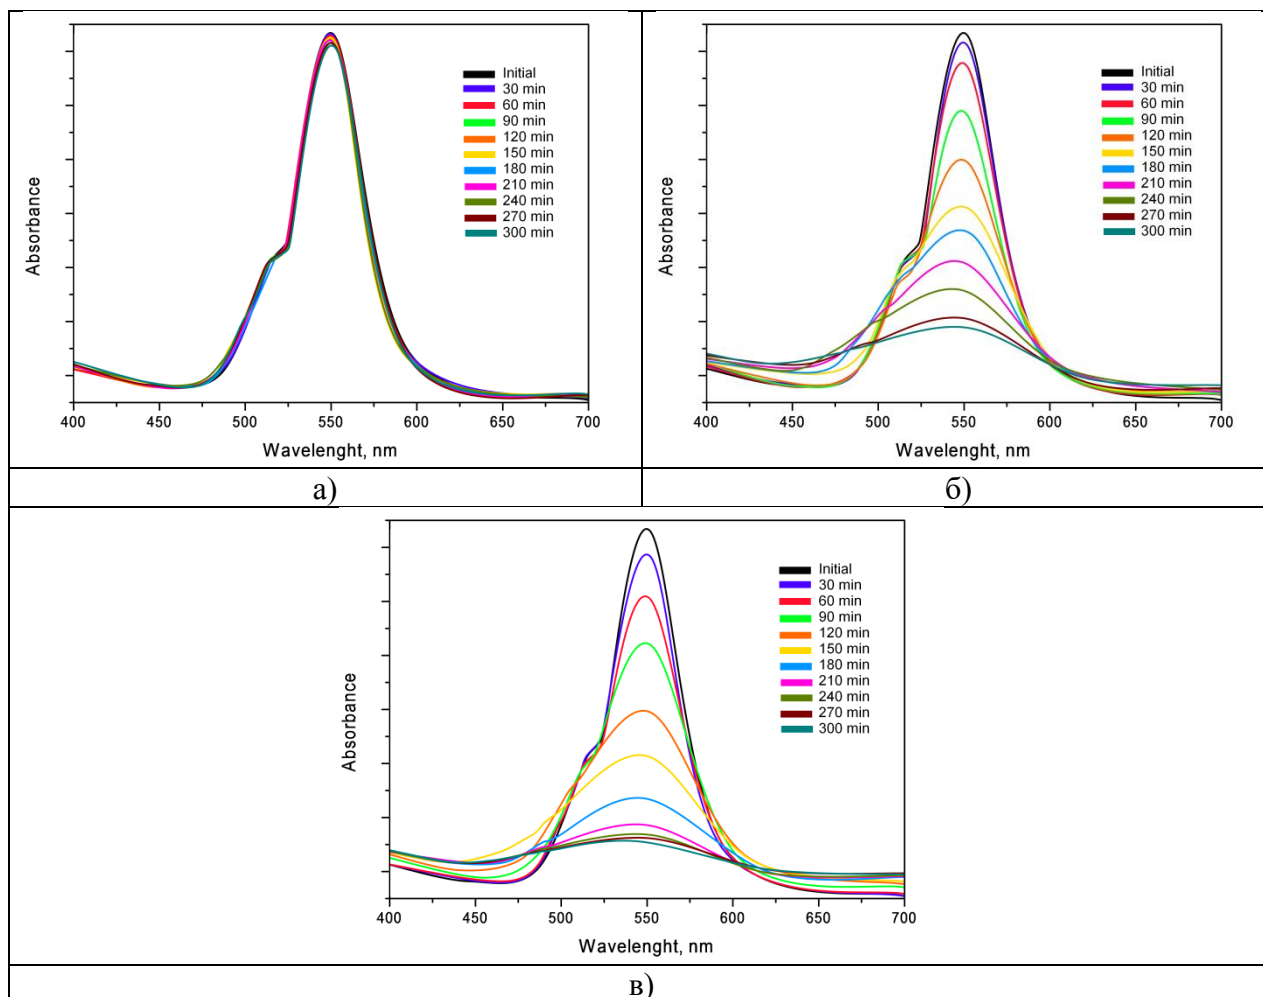 Absorbance
Initial
30 min
60 min
90 min
120 min
150 min
180 min
210 min
240 min
270 min
300 min
400 450 500 550 600 650 700
Wavelenght, nm
а)
Absorbance
Initial
30 min
60 min
90 min
120 min
150 min
180 min
210 min
240 min
270 min
300 min
400 450 500 550 600 650 700
Wavelenght, nm
б)
Absorbance
Initial
30 min
60 min
90 min
120 min
150 min
180 min
210 min
240 min
270 min
300 min
400 450 500 550 600 650 700
Wavelenght, nm
в)